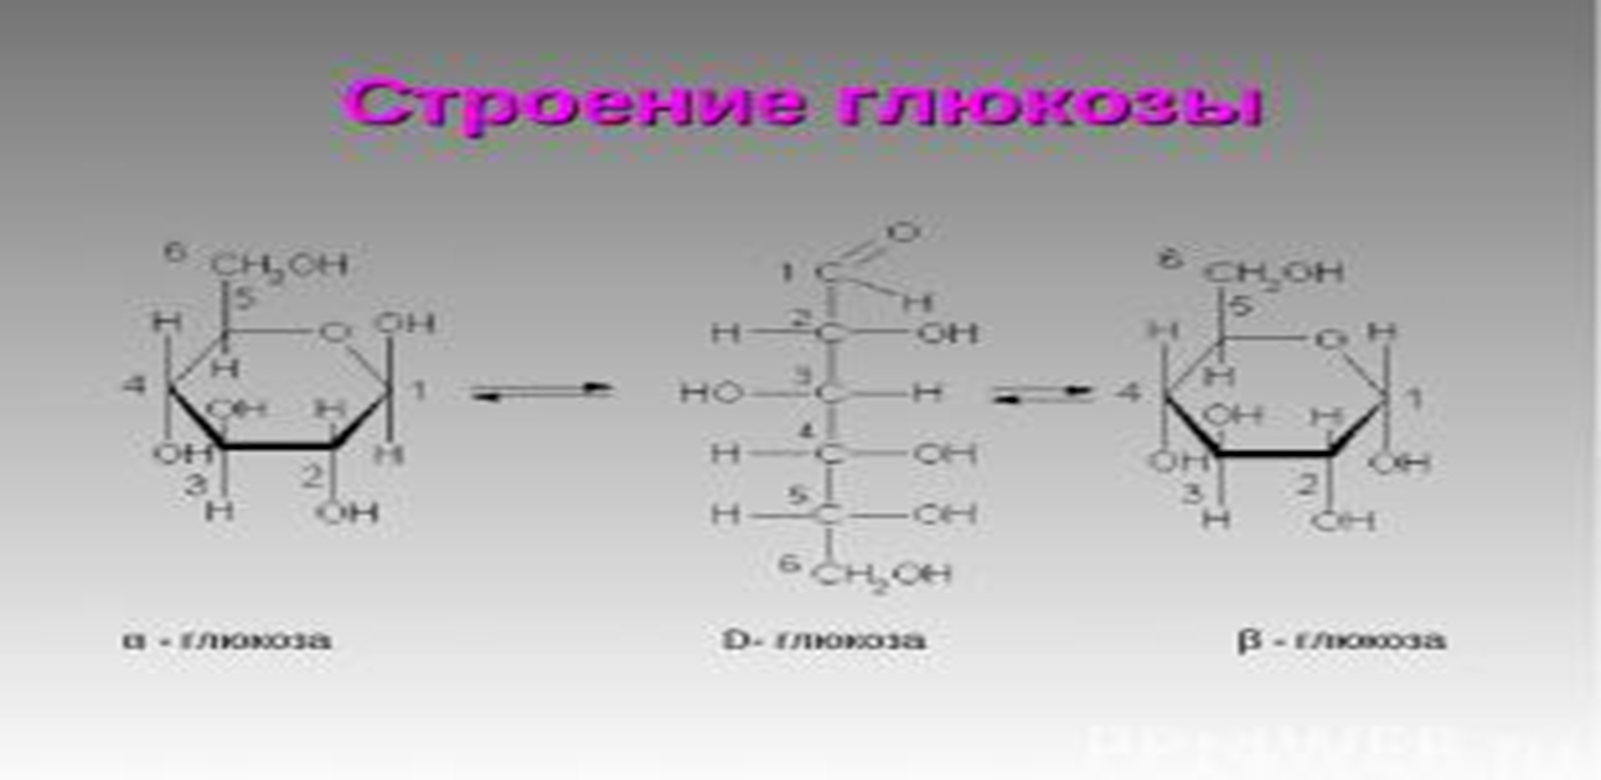 Строение глюкозы
6 CH2OH
5
H O OH
H
4 1
OH H
OH H
3 2
H OH
O
1 C
H
H 2 C OH
HO 3 C H
4
H C OH
5
H C OH
6 CH2OH
6 CH2OH
5
H O H
H
4 1
OH H
OH OH
3 2
H OH
α - глюкоза
D- глюкоза
β - глюкоза